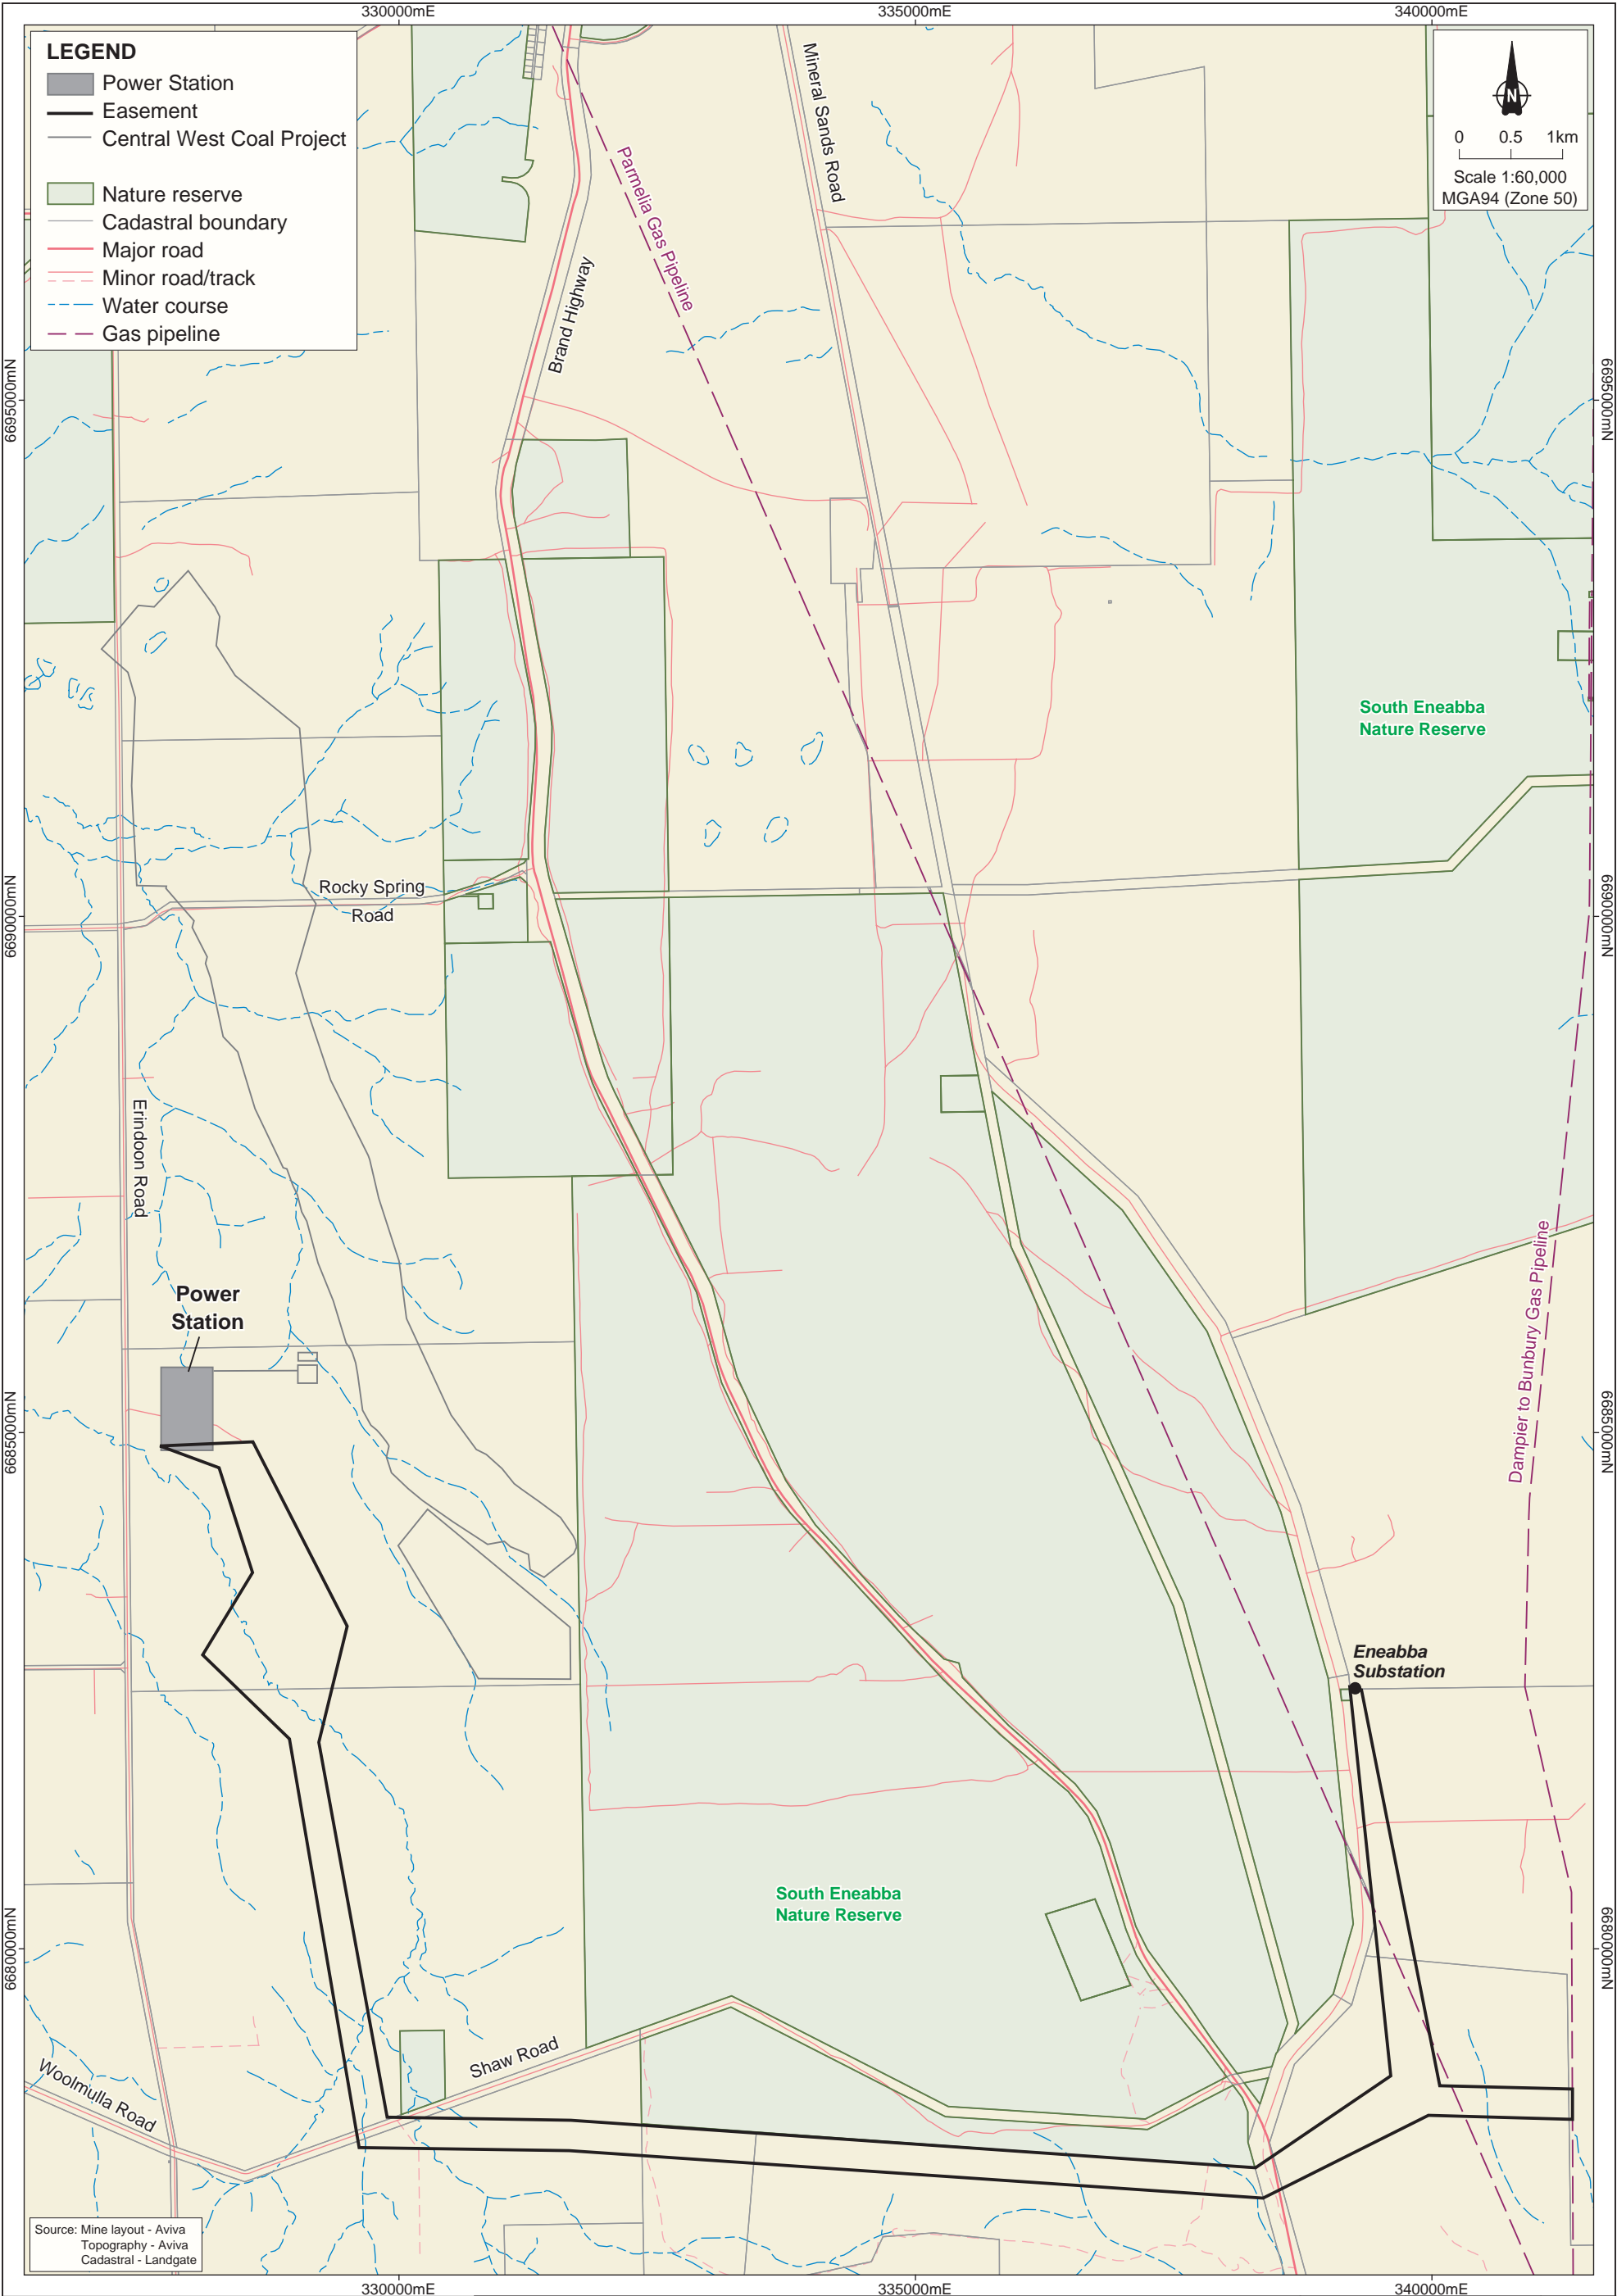 330000mE
335000mE
340000mE
LEGEND
Power Station
Easement
Central West Coal Project
Nature reserve
Cadastral boundary
Major road
Minor road/track
Water course
Gas pipeline
N
0 0.5 1km
Scale 1:60,000
MGA94 (Zone 50)
Mineral Sands Road
Parmelia Gas Pipeline
Brand Highway
6695000mN
6695000mN
South Eneabba
Nature Reserve
Rocky Spring
Road
6690000mN
6690000mN
Erindoon Road
Dampier to Bunbury Gas Pipeline
Power
Station
6685000mN
6685000mN
Eneabba
Substation
South Eneabba
Nature Reserve
6680000mN
6680000mN
Shaw Road
Woolmulla Road
Source: Mine layout - Aviva
Topography - Aviva
Cadastral - Landgate
330000mE
335000mE
340000mE